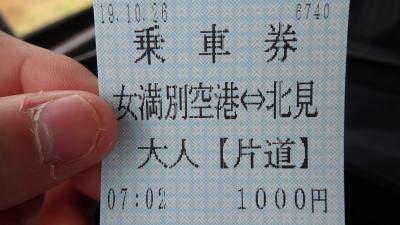 19.10.26 6740
乗車券
女満別空港⇔北見
大人【片道】
07:02 1000円